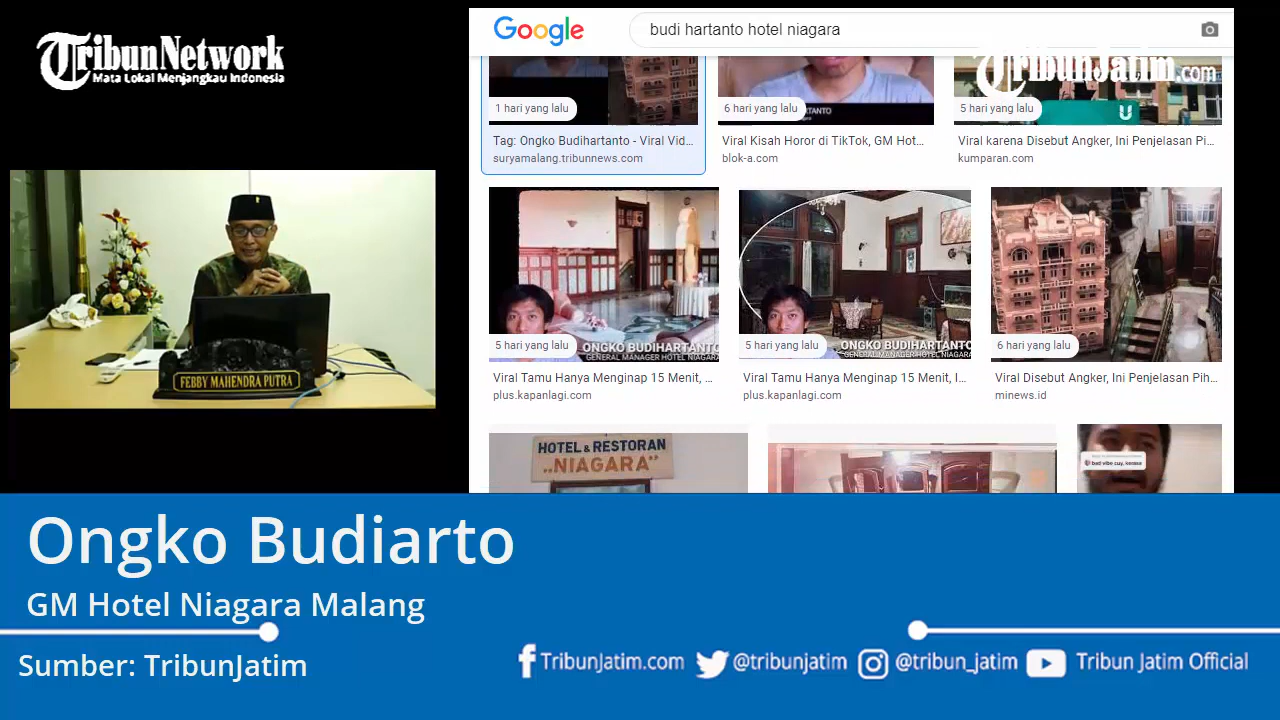 TribunNetwork
Mata Lokal Menjangkau Indonesia
Google
budi hartanto hotel niagara
TribunJatim.com
1 hari yang lalu
6 hari yang lalu
5 hari yang lalu
Tag: Ongko Budihartanto - Viral Vid...
suryamalang.tribunnews.com
Viral Kisah Horor di TikTok, GM Hot...
blok-a.com
Viral karena Disebut Angker, Ini Penjelasan Pi...
kumparan.com
U
ONGKO BUDIHARTANTO
GENERAL MANAGER HOTEL NIAGARA
5 hari yang lalu
ONGKO BUDIHARTANTO
GENERAL MANAGER HOTEL NIAGARA
5 hari yang lalu
6 hari yang lalu
Viral Tamu Hanya Menginap 15 Menit, ...
plus.kapanlagi.com
Viral Tamu Hanya Menginap 15 Menit, I...
plus.kapanlagi.com
Viral Disebut Angker, Ini Penjelasan Pih...
minews.id
FEBBY MAHENDRA PUTRA
HOTEL & RESTORAN
„NIAGARA”
bad vibe cuy, kerasa
Ongko Budiarto
GM Hotel Niagara Malang
Sumber: TribunJatim
TribunJatim.com
@tribunjatim
@tribun_jatim
Tribun Jatim Official